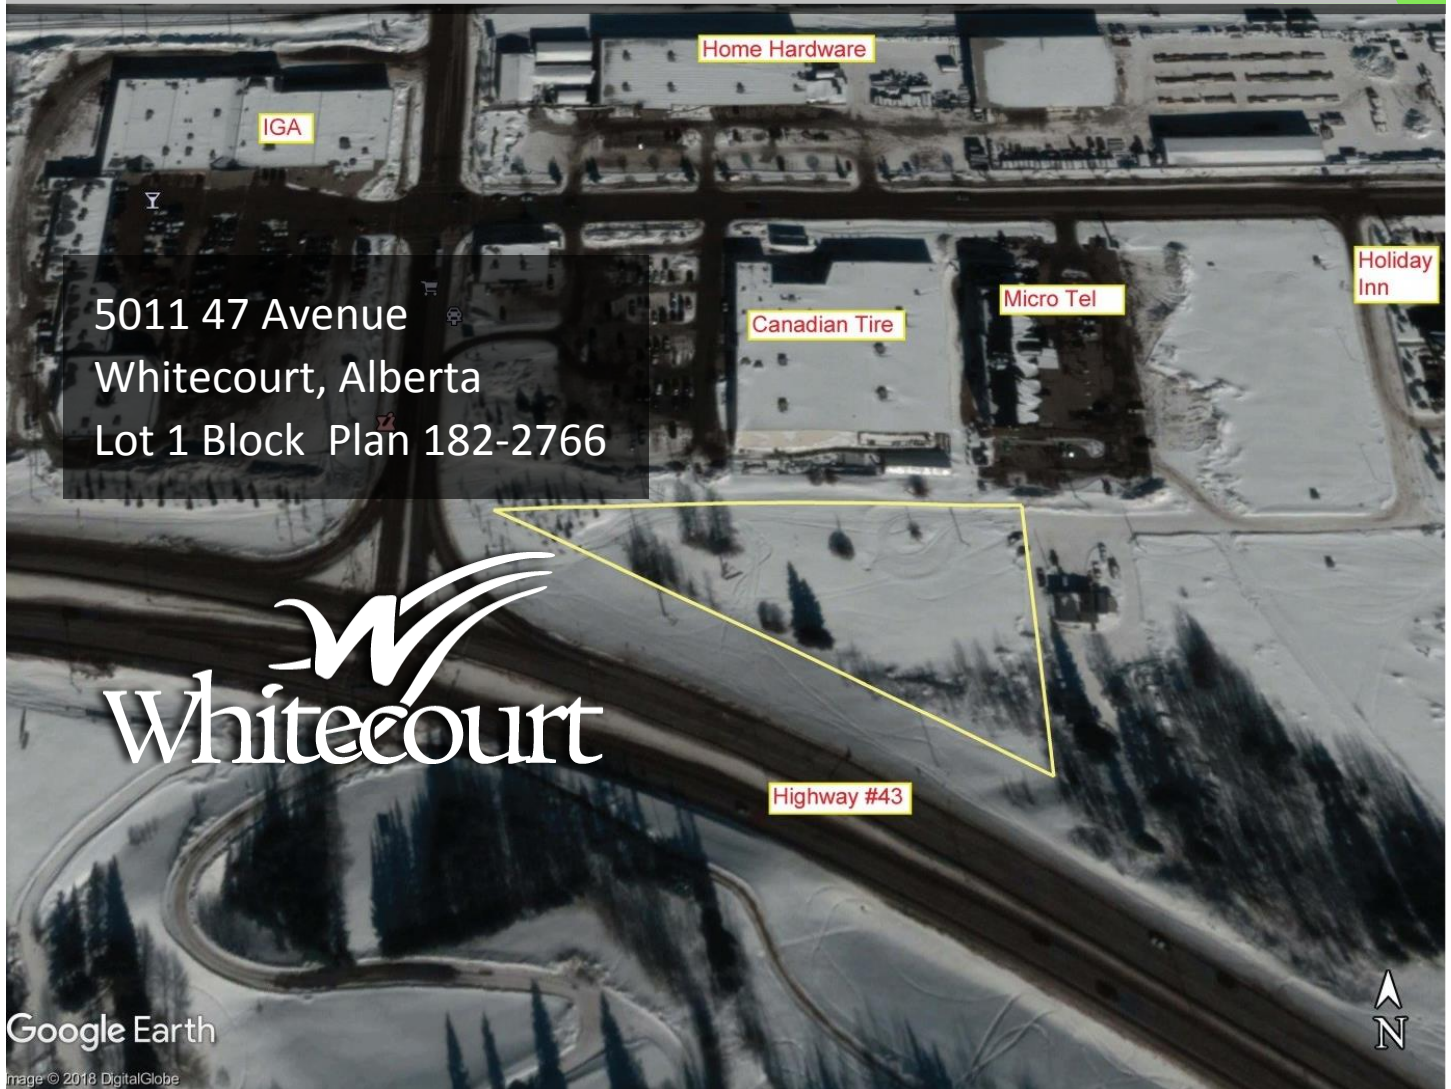 Home Hardware
IGA
Holiday
Inn
Micro Tel
Canadian Tire
5011 47 Avenue
Whitecourt, Alberta
Lot 1 Block  Plan 182-2766
Whitecourt
Highway #43
N
Google Earth
mage © 2018 DigitalGlobe